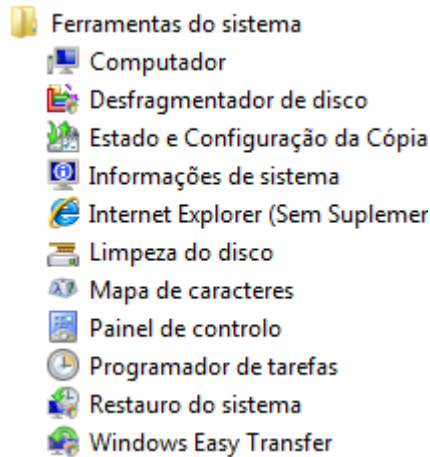 Ferramentas do sistema
Computador
Desfragmentador de disco
Estado e Configuração da Cópia
Informações de sistema
Internet Explorer (Sem Suplemen
Limpeza do disco
Mapa de caracteres
Painel de controlo
Programador de tarefas
Restauro do sistema
Windows Easy Transfer